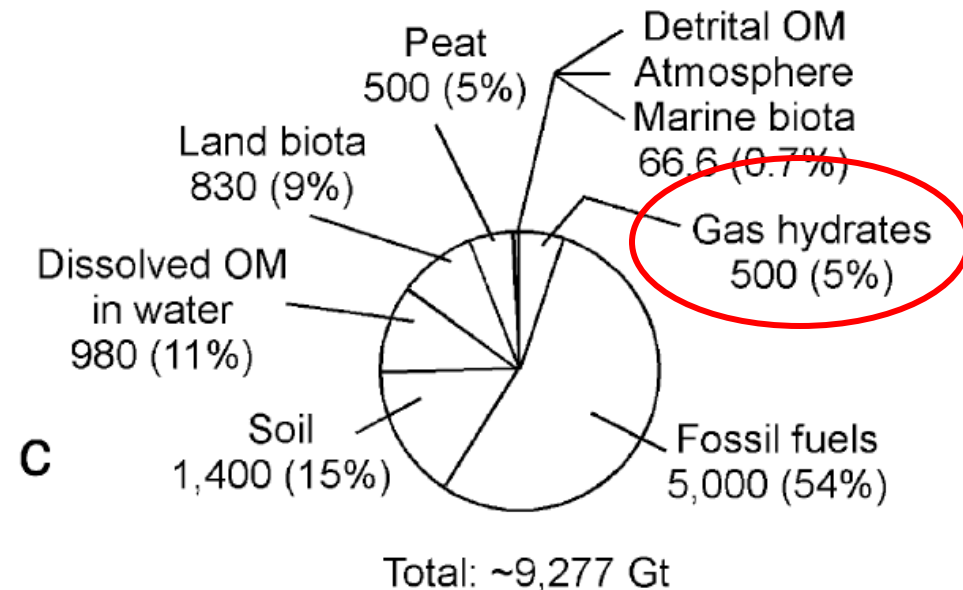 Peat
500 (5%)
Detrital OM
Atmosphere
Marine biota
66.6 (0.7%)
Land biota
830 (9%)
Gas hydrates
500 (5%)
Dissolved OM
in water
980 (11%)
Soil
1,400 (15%)
Fossil fuels
5,000 (54%)
C
Total: ~9,277 Gt